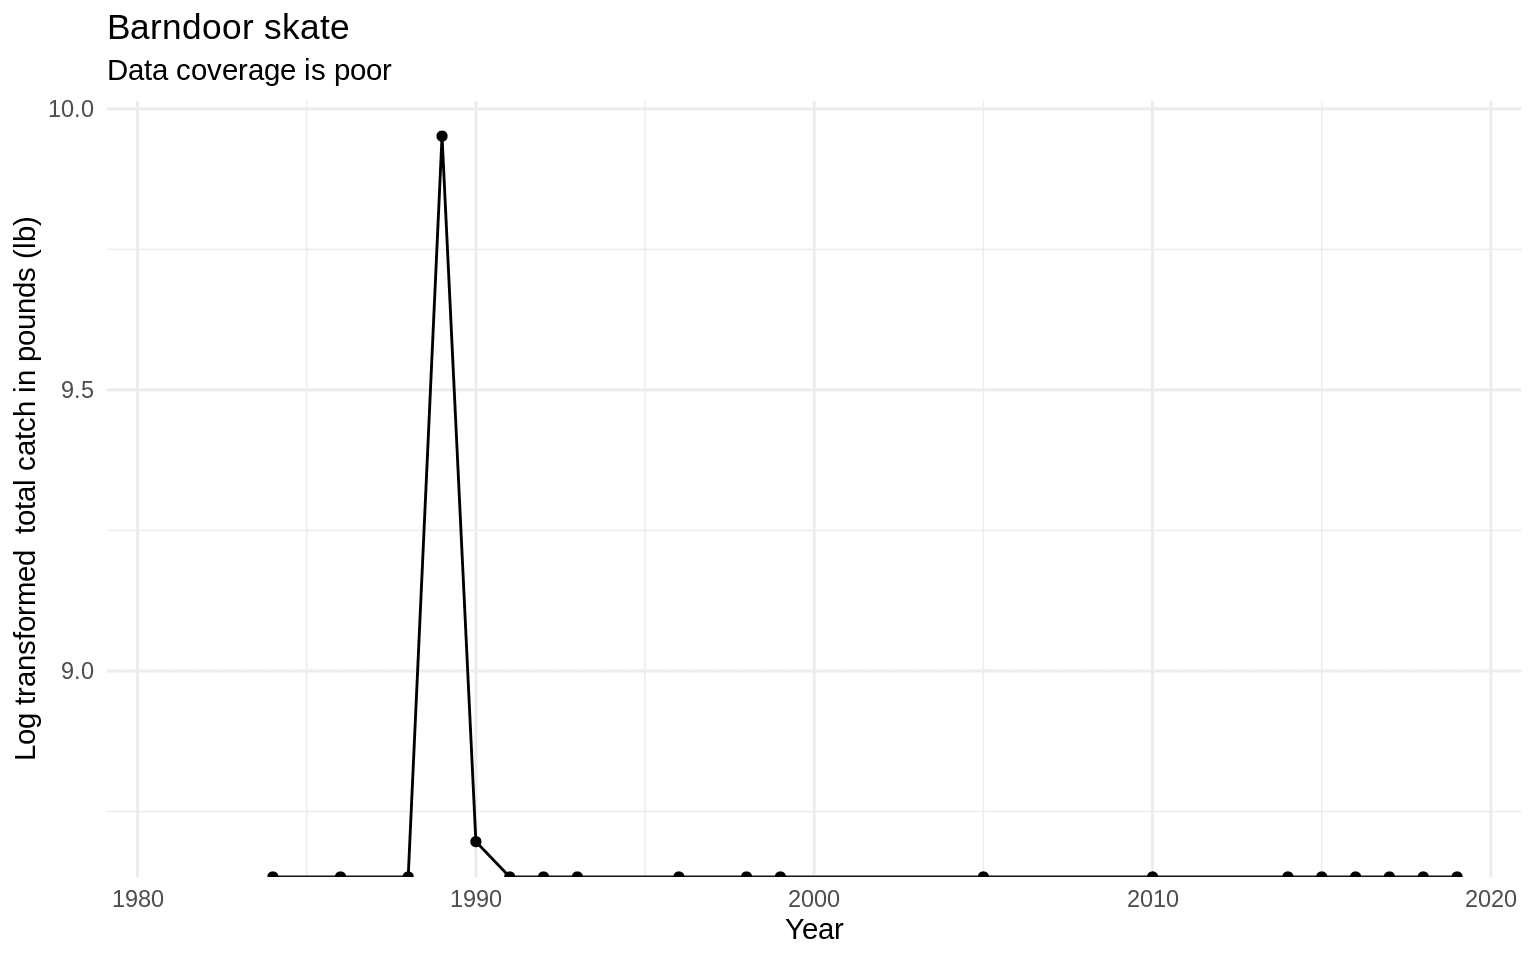 Barndoor skate
Data coverage is poor
Log transformed  total catch in pounds (lb)
10.0
9.5
9.0
1980 1990 2000 2010 2020
Year